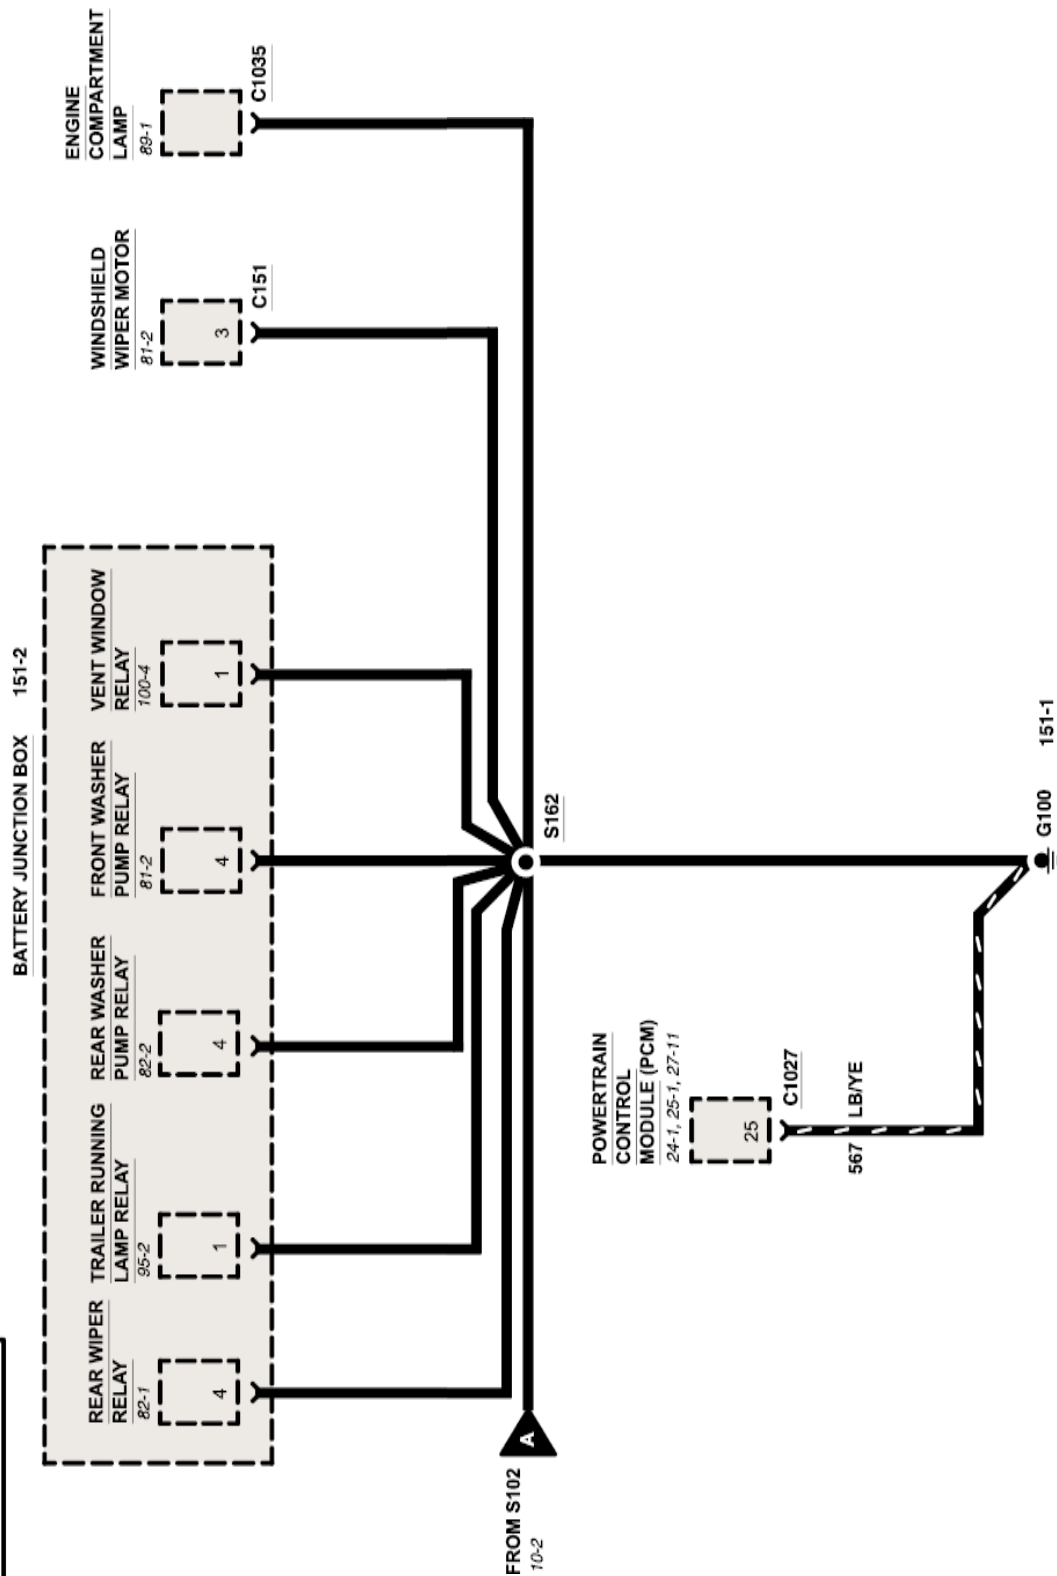 BATTERY JUNCTION BOX 151-2
REAR WIPER
RELAY
82-1
4
TRAILER RUNNING
LAMP RELAY
95-2
1
REAR WASHER
PUMP RELAY
82-2
4
FRONT WASHER
PUMP RELAY
81-2
4
VENT WINDOW
RELAY
100-4
1
WINDSHIELD
WIPER MOTOR
81-2
3
C151
ENGINE
COMPARTMENT
LAMP
89-1
C1035
FROM S102
10-2
A
S162
POWERTRAIN
CONTROL
MODULE (PCM)
24-1, 25-1, 27-11
25
C1027
567 LB/YE
G100 151-1